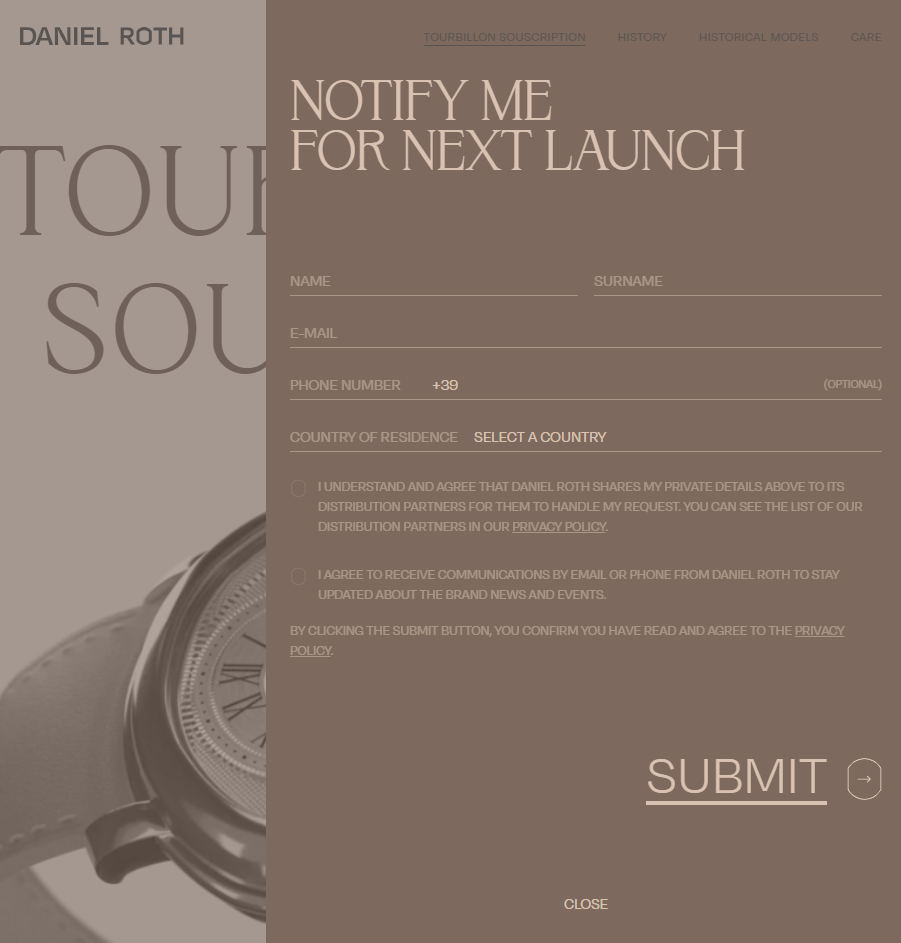 DANIEL ROTH
TOURBILLON SOUSCRIPTION HISTORY HISTORICAL MODELS CARE
TOUR
SOU
NOTIFY ME
FOR NEXT LAUNCH
NAME SURNAME
E-MAIL
PHONE NUMBER +39 (OPTIONAL)
COUNTRY OF RESIDENCE SELECT A COUNTRY
I UNDERSTAND AND AGREE THAT DANIEL ROTH SHARES MY PRIVATE DETAILS ABOVE TO ITS
DISTRIBUTION PARTNERS FOR THEM TO HANDLE MY REQUEST. YOU CAN SEE THE LIST OF OUR
DISTRIBUTION PARTNERS IN OUR PRIVACY POLICY.
I AGREE TO RECEIVE COMMUNICATIONS BY EMAIL OR PHONE FROM DANIEL ROTH TO STAY
UPDATED ABOUT THE BRAND NEWS AND EVENTS.
BY CLICKING THE SUBMIT BUTTON, YOU CONFIRM YOU HAVE READ AND AGREE TO THE PRIVACY
POLICY.
SUBMIT
CLOSE